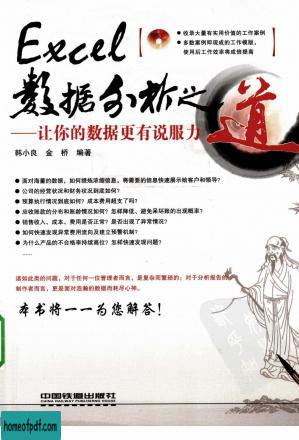 ● 收录大量有实用价值的工作案例
● 多数案例即现成的工作模版,
使用后工作效率将成倍提高
Excel
数据分析之
道
——让你的数据更有说服力
韩小良 金 桥 编著
● 面对海量的数据，如何提炼浓缩信息，将需要的信息快速展示给客户和领导？
● 公司的经营状况和财务状况到底如何？
● 预算执行情况到底如何？成本费用超支了吗？
● 应收账款的分布和账龄情况如何？怎样降低、避免呆坏账的出现概率？
● 销售收入、成本、费用是否正常？是否出现了异常情况？
● 如何快速发现异常费用流向及建立预警机制？
● 为什么产品的不合格率持续高位？怎样快速发现问题？
……
诸如此类的问题，对于任何一位管理者而言，是复杂而繁琐的；对于分析报告的
制作者而言，更是面对浩瀚的数据而耗尽心神。
本书将一一为您解答！
中国铁道出版社
CHINA RAILWAY PUBLISHING HOUSE
homeofpdf.com
homeofpdf.com